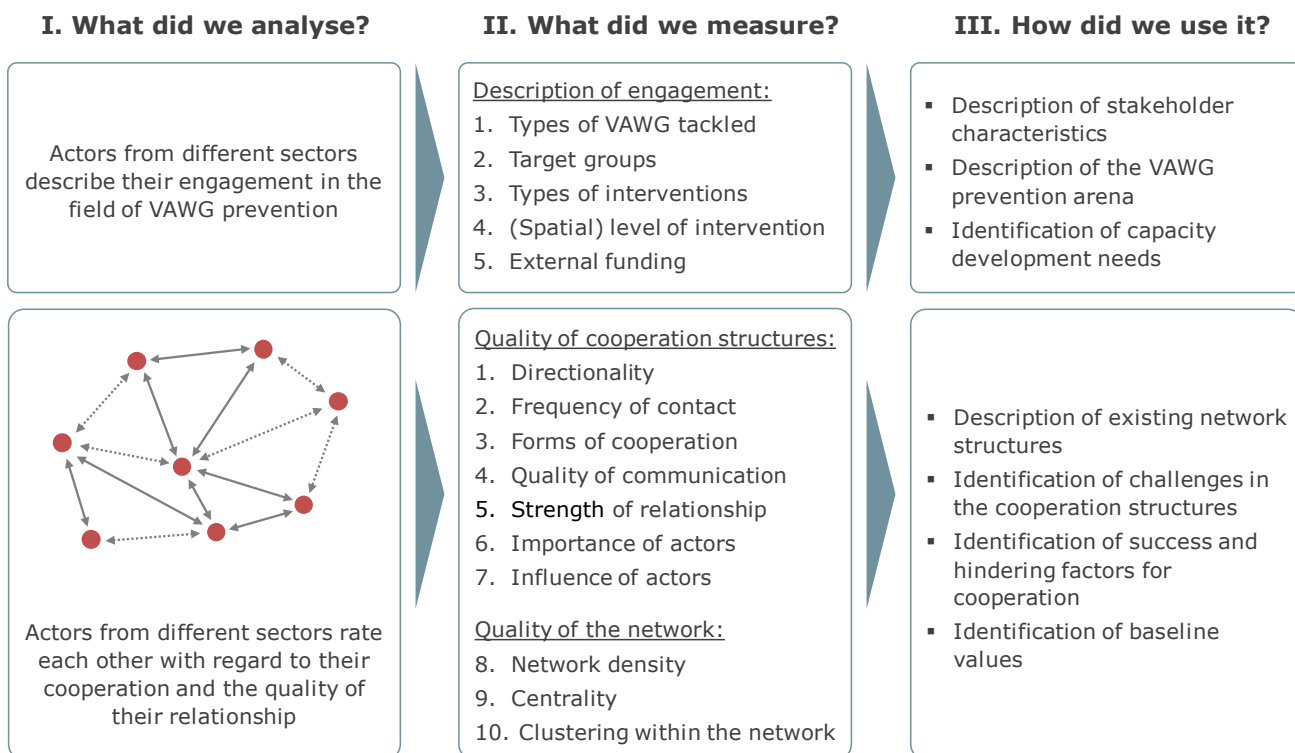 I. What did we analyse?
II. What did we measure?
III. How did we use it?
Actors from different sectors
describe their engagement in the
field of VAWG prevention
Description of engagement:
1. Types of VAWG tackled
2. Target groups
3. Types of interventions
4. (Spatial) level of intervention
5. External funding
▪ Description of stakeholder
characteristics
▪ Description of the VAWG
prevention arena
▪ Identification of capacity
development needs
Actors from different sectors rate
each other with regard to their
cooperation and the quality of
their relationship
Quality of cooperation structures:
1. Directionality
2. Frequency of contact
3. Forms of cooperation
4. Quality of communication
5. Strength of relationship
6. Importance of actors
7. Influence of actors
Quality of the network:
8. Network density
9. Centrality
10. Clustering within the network
▪ Description of existing network
structures
▪ Identification of challenges in
the cooperation structures
▪ Identification of success and
hindering factors for
cooperation
▪ Identification of baseline
values